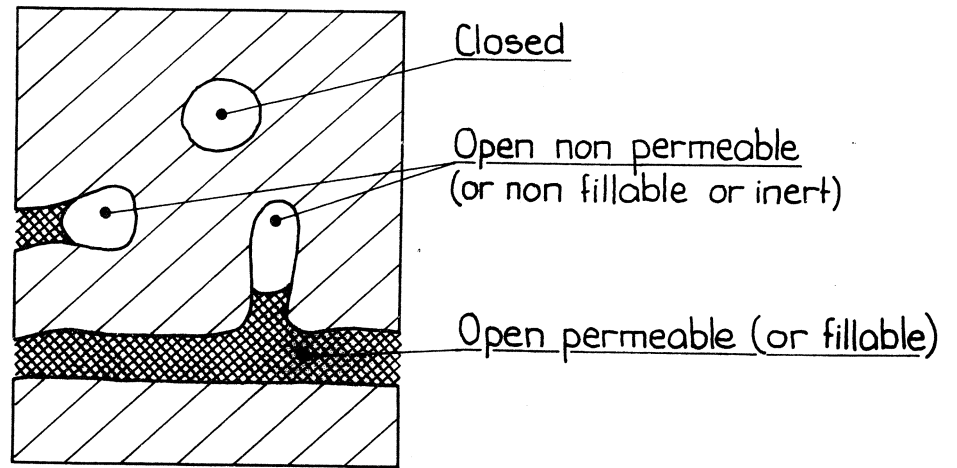 Closed
Open non permeable
(or non fillable or inert)
Open permeable (or fillable)